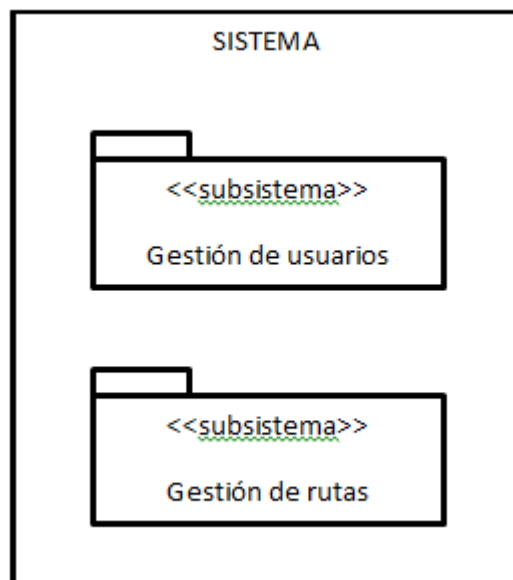 SISTEMA
<<subsistema>>
Gestión de usuarios
<<subsistema>>
Gestión de rutas